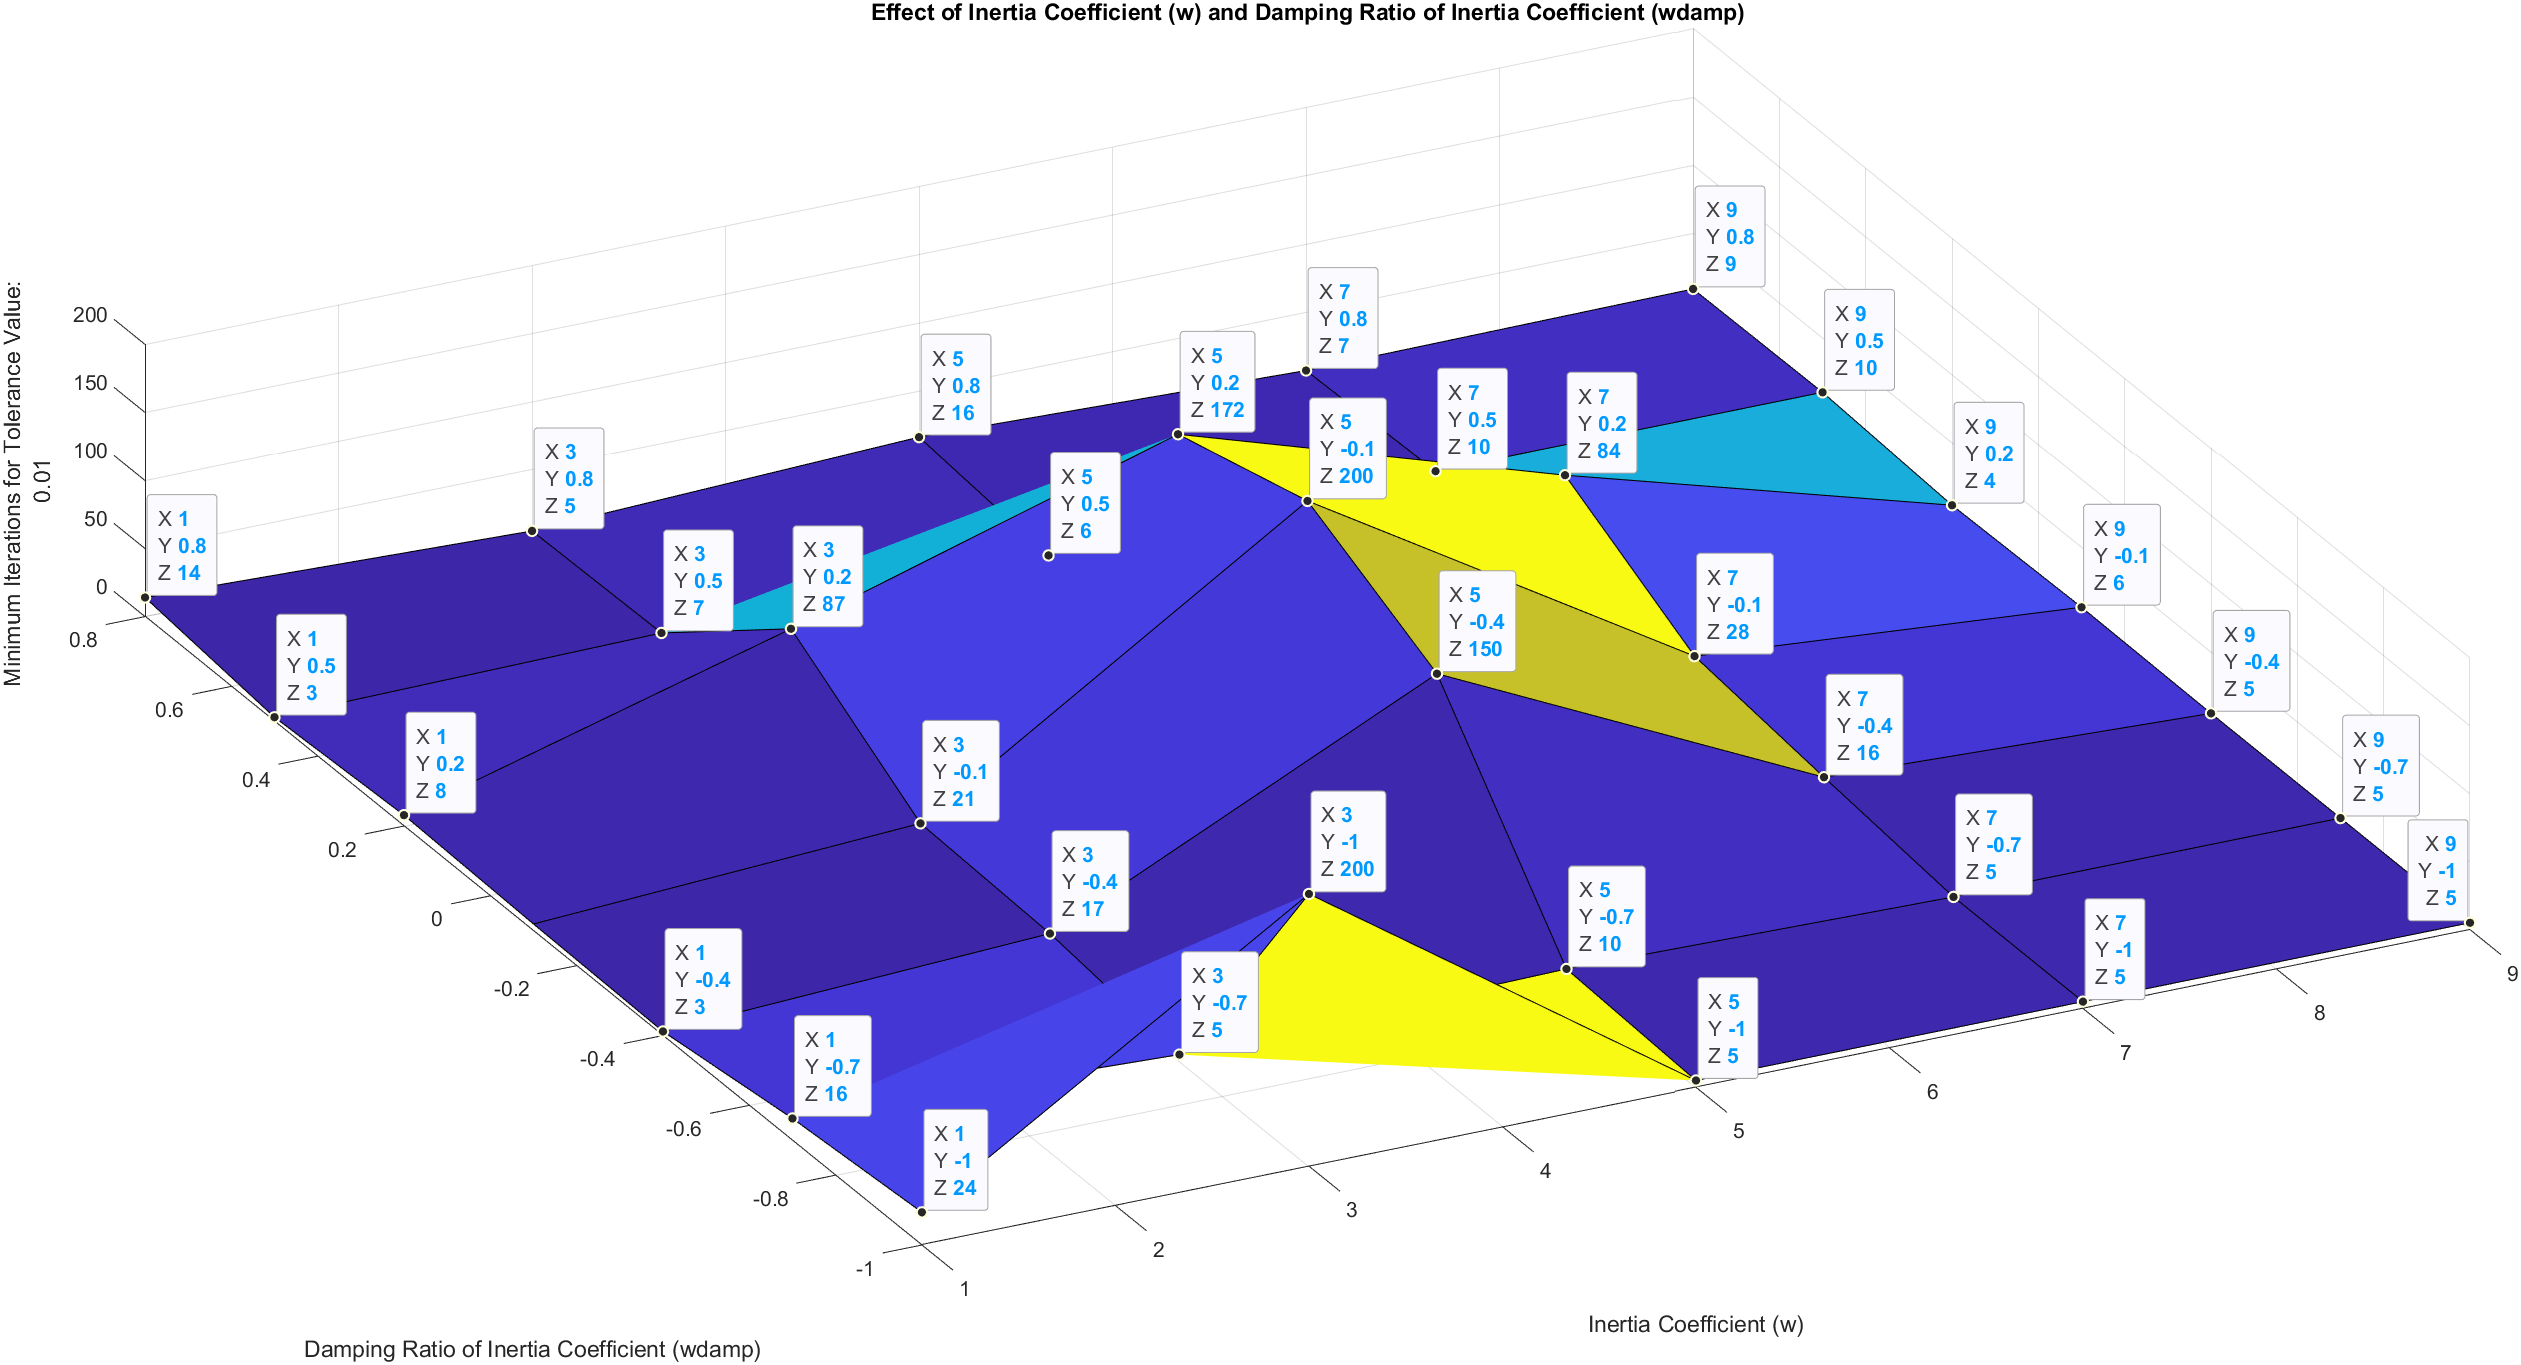 Effect of Inertia Coefficient (w) and Damping Ratio of Inertia Coefficient (wdamp)
Minimum Iterations for Tolerance Value:
0.01
200
150
100
50
0
0.8
0.6
0.4
0.2
0
-0.2
-0.4
-0.6
-0.8
-1
1
2
3
4
5
6
7
8
9
Damping Ratio of Inertia Coefficient (wdamp)
Inertia Coefficient (w)
X 9
Y 0.8
Z 9
X 7
Y 0.8
Z 7
X 9
Y 0.5
Z 10
X 5
Y 0.8
Z 16
X 5
Y 0.2
Z 172
X 7
Y 0.5
Z 10
X 7
Y 0.2
Z 84
X 5
Y -0.1
Z 200
X 9
Y 0.2
Z 4
X 3
Y 0.8
Z 5
X 5
Y 0.5
Z 6
X 1
Y 0.8
Z 14
X 3
Y 0.5
Z 7
X 3
Y 0.2
Z 87
X 9
Y -0.1
Z 6
X 7
Y -0.1
Z 28
X 5
Y -0.4
Z 150
X 1
Y 0.5
Z 3
X 9
Y -0.4
Z 5
X 7
Y -0.4
Z 16
X 1
Y 0.2
Z 8
X 3
Y -0.1
Z 21
X 9
Y -0.7
Z 5
X 3
Y -1
Z 200
X 7
Y -0.7
Z 5
X 3
Y -0.4
Z 17
X 9
Y -1
Z 5
X 5
Y -0.7
Z 10
X 7
Y -1
Z 5
X 1
Y -0.4
Z 3
X 3
Y -0.7
Z 5
X 5
Y -1
Z 5
X 1
Y -0.7
Z 16
X 1
Y -1
Z 24